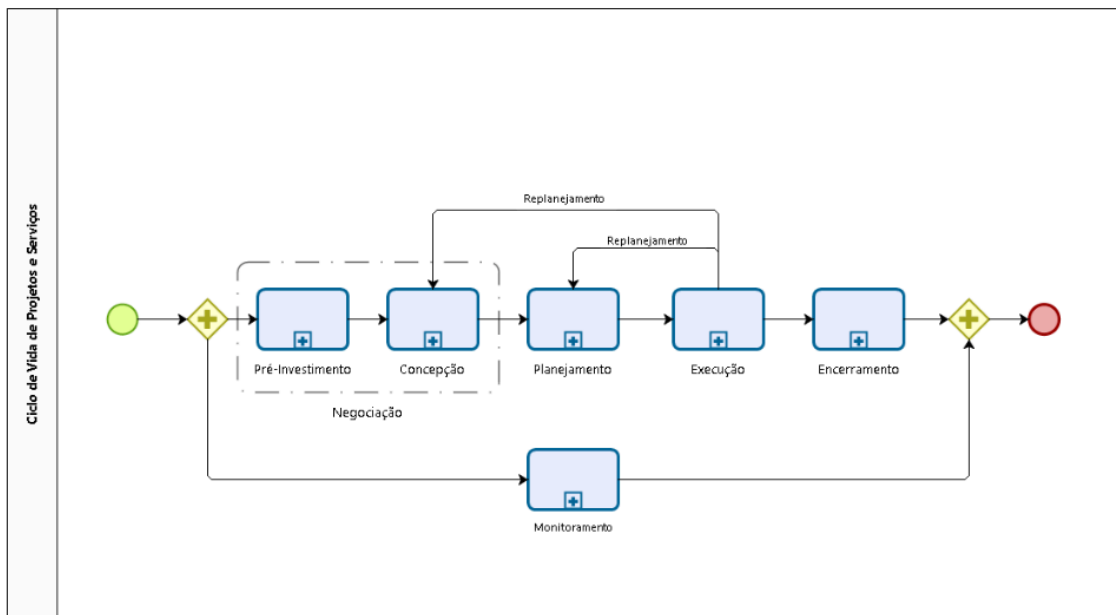 Ciclo de Vida de Projetos e Serviços
Replanejamento
Replanejamento
Pré-Investimento
Concepção
Planejamento
Execução
Encerramento
Negociação
Monitoramento